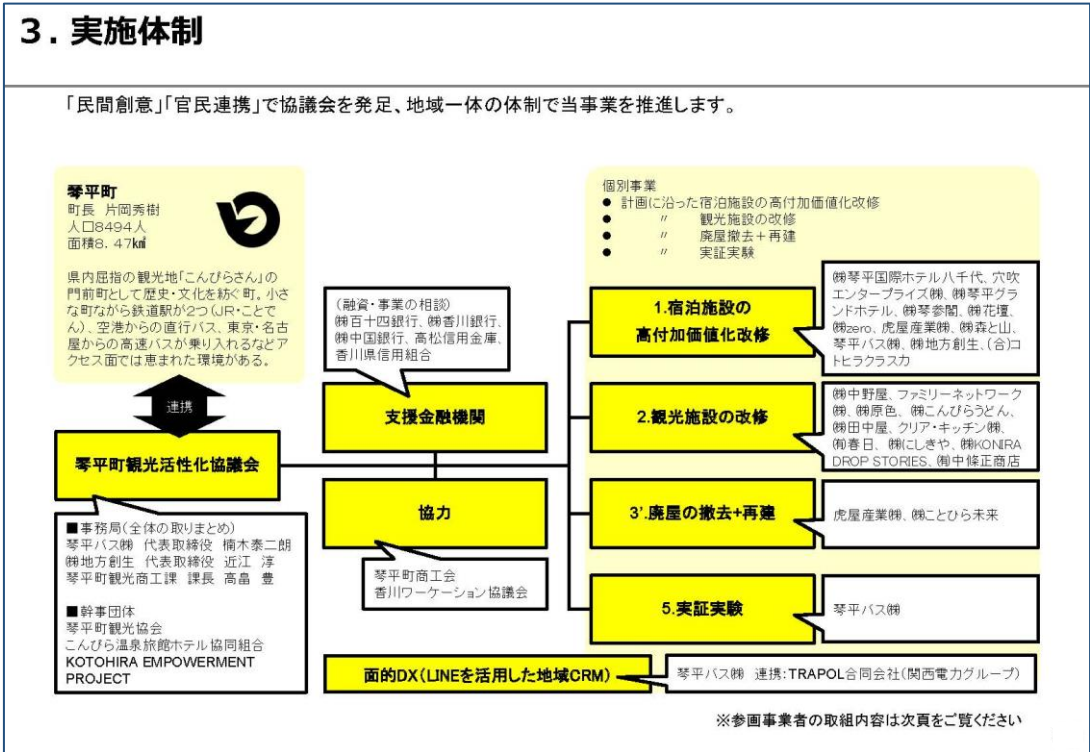 3. 実施体制
「民間創意」「官民連携」で協議会を発足、地域一体の体制で当事業を推進します。
琴平町
町長 片岡秀樹
人口8494人
面積8.47㎢
県内屈指の観光地「こんぴらさん」の
門前町として歴史・文化を紡ぐ町。小さ
な町ながら鉄道駅が2つ(JR・ことで
ん)、空港からの直行バス、東京・名古
屋からの高速バスが乗り入れるなどア
クセス面では恵まれた環境がある。
連携
琴平町観光活性化協議会
■事務局(全体の取りまとめ)
琴平バス㈱ 代表取締役 楠木泰二朗
㈱地方創生 代表取締役 近江 淳
琴平町観光商工課 課長 高畠 豊
■幹事団体
琴平町観光協会
こんぴら温泉旅館ホテル協同組合
KOTOHIRA EMPOWERMENT
PROJECT
(融資・事業の相談)
㈱百十四銀行、㈱香川銀行、
㈱中国銀行、高松信用金庫、
香川県信用組合
支援金融機関
協力
琴平町商工会
香川ワーケーション協議会
個別事業
● 計画に沿った宿泊施設の高付加価値化改修
● 〃 観光施設の改修
● 〃 廃屋撤去+再建
● 〃 実証実験
1.宿泊施設の
高付加価値化改修
㈱琴平国際ホテル八千代、穴吹
エンタープライズ㈱、㈱琴平グラ
ンドホテル、㈱琴参閣、㈱花壇、
㈱zero、虎屋産業㈱、㈱森と山、
琴平バス㈱、㈱地方創生、(合)コ
トヒラクラスカ
2.観光施設の改修
㈱中野屋、ファミリーネットワーク
㈱、㈱原色、㈱こんぴらうどん、
㈱田中屋、クリア・キッチン㈱、
㈲春日、㈱にしきや、㈱KONIRA
DROP STORIES、㈲中條正商店
3’.廃屋の撤去+再建
虎屋産業㈱、㈱ことひら未来
5.実証実験
琴平バス㈱
面的DX(LINEを活用した地域CRM)
琴平バス㈱ 連携:TRAPOL合同会社(関西電力グループ)
※参画事業者の取組内容は次頁をご覧ください